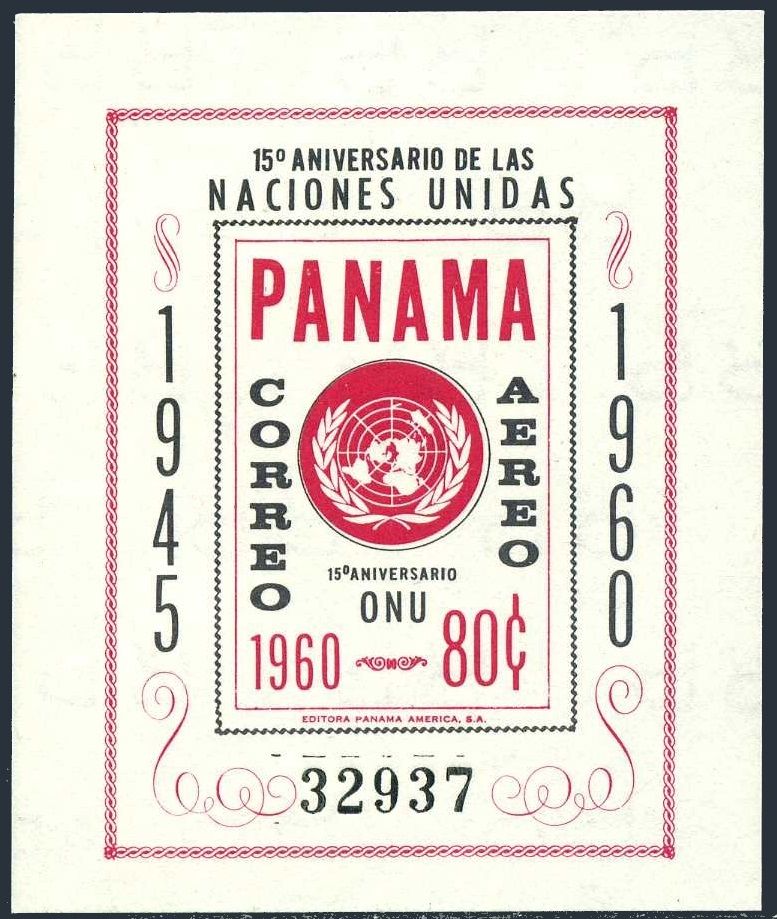 15º ANIVERSARIO DE LAS
NACIONES UNIDAS
1945
1960
PANAMA
CORREO
AEREO
15º ANIVERSARIO
ONU
1960
80¢
EDITORA PANAMA AMERICA, S.A.
32937